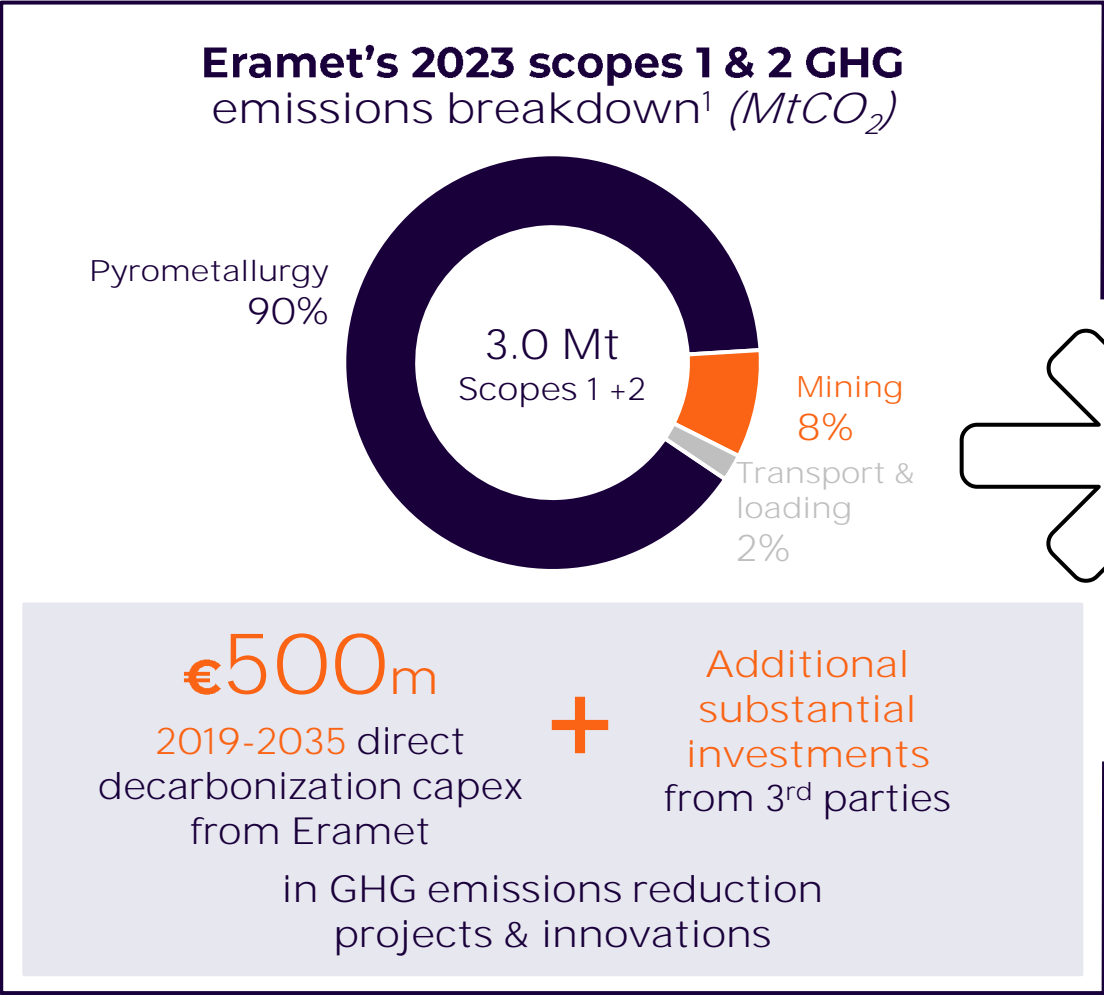 Eramet’s 2023 scopes 1 & 2 GHG
emissions breakdown¹ (MtCO₂)
Pyrometallurgy
90%
3.0 Mt
Scopes 1 +2
Mining
8%
Transport &
loading
2%
€500m
2019-2035 direct
decarbonization capex
from Eramet
+
Additional
substantial
investments
from 3rd parties
in GHG emissions reduction
projects & innovations